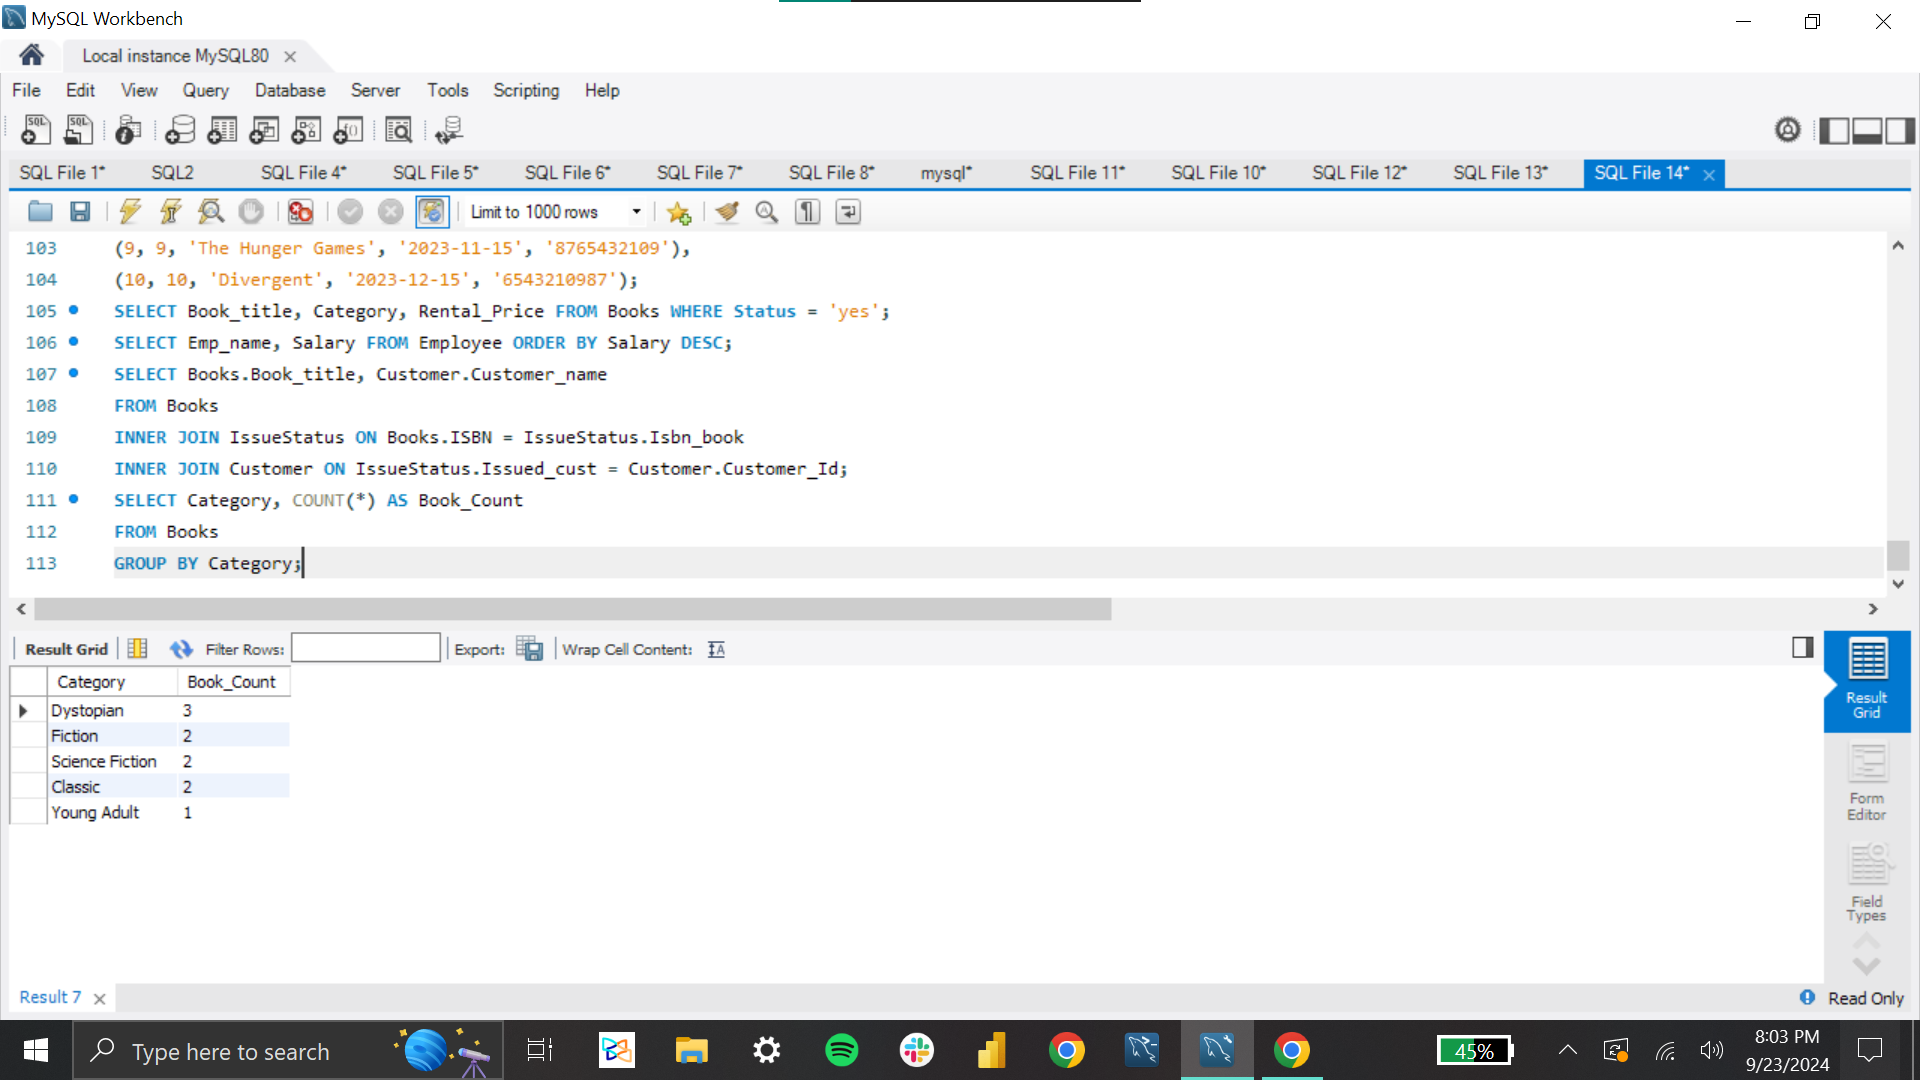 MySQL Workbench
Local instance MySQL80
File Edit View Query Database Server Tools Scripting Help
SQL File 1* SQL2 SQL File 4* SQL File 5* SQL File 6* SQL File 7* SQL File 8* mysql* SQL File 11* SQL File 10* SQL File 12* SQL File 13* SQL File 14*
Limit to 1000 rows
103 (9, 9, 'The Hunger Games', '2023-11-15', '8765432109'),
104 (10, 10, 'Divergent', '2023-12-15', '6543210987');
105 SELECT Book_title, Category, Rental_Price FROM Books WHERE Status = 'yes';
106 SELECT Emp_name, Salary FROM Employee ORDER BY Salary DESC;
107 SELECT Books.Book_title, Customer.Customer_name
108 FROM Books
109 INNER JOIN IssueStatus ON Books.ISBN = IssueStatus.Isbn_book
110 INNER JOIN Customer ON IssueStatus.Issued_cust = Customer.Customer_Id;
111 SELECT Category, COUNT(*) AS Book_Count
112 FROM Books
113 GROUP BY Category;
Result Grid Filter Rows: Export: Wrap Cell Content:
Category Book_Count
Dystopian 3
Fiction 2
Science Fiction 2
Classic 2
Young Adult 1
Result
Grid
Form
Editor
Field
Types
Result 7
Read Only
Type here to search
45%
8:03 PM
9/23/2024